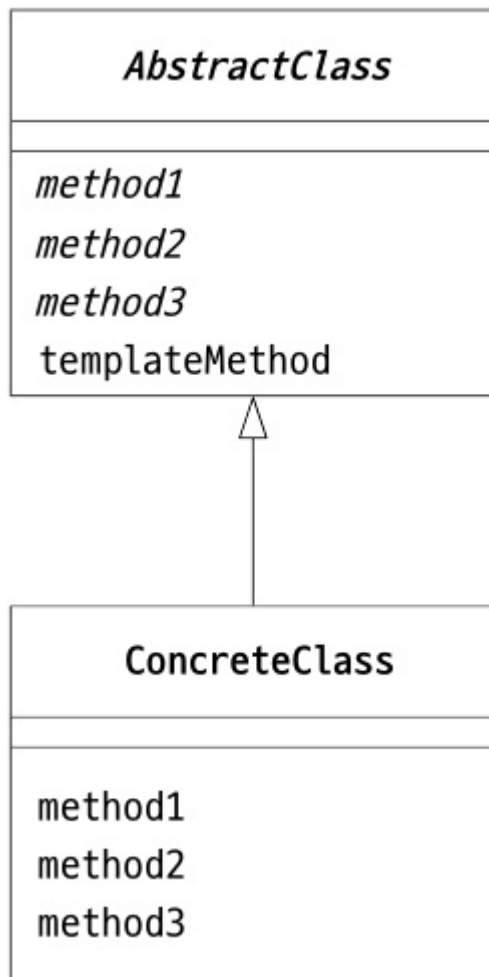 AbstractClass
method1
method2
method3
templateMethod
ConcreteClass
method1
method2
method3